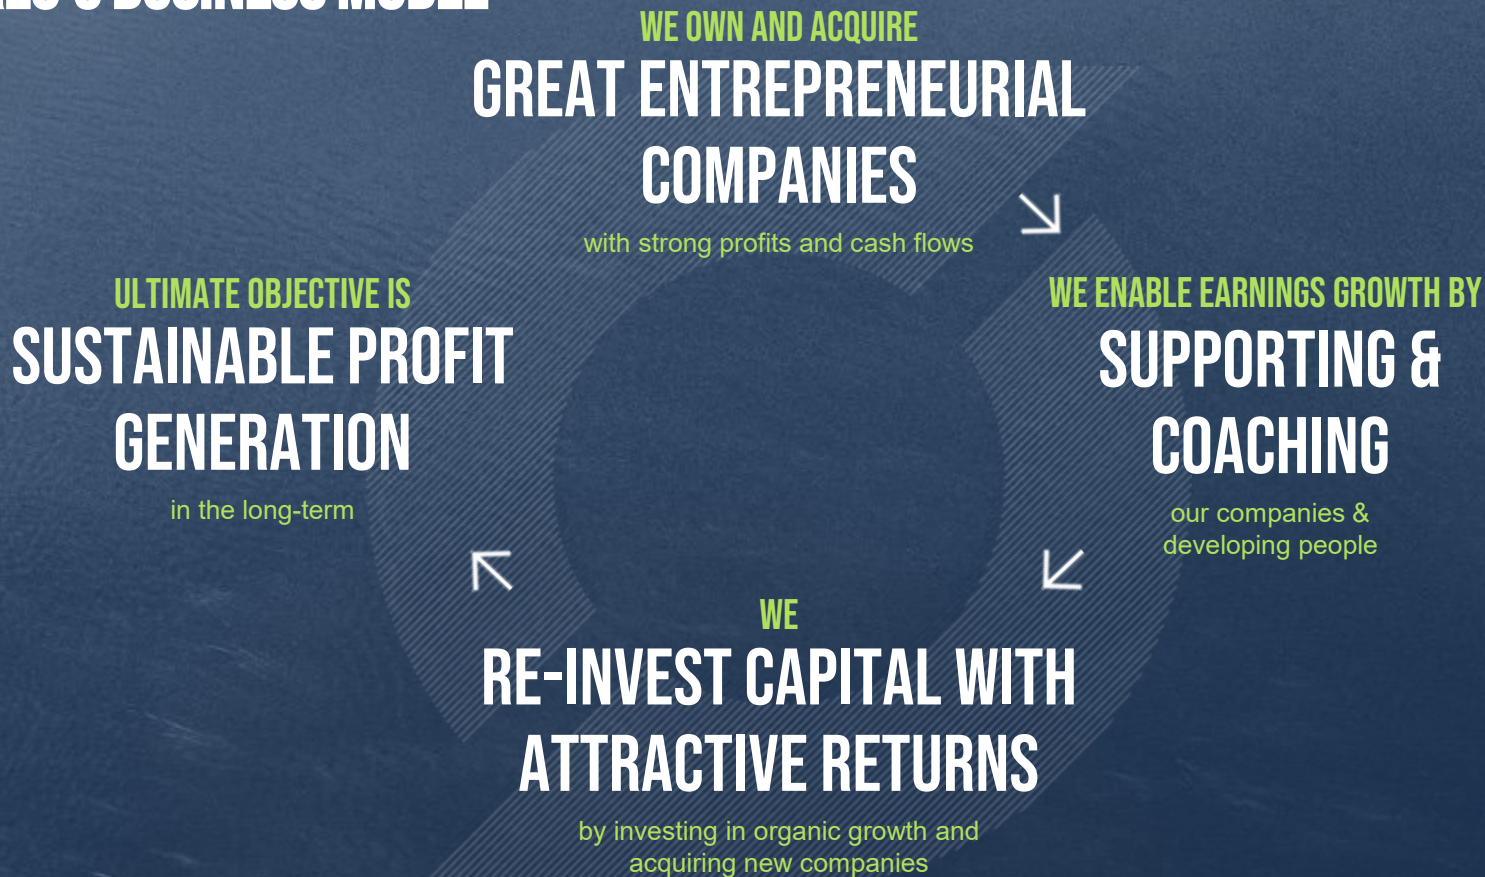 BUSINESS MODEL
WE OWN AND ACQUIRE
GREAT ENTREPRENEURIAL
COMPANIES
with strong profits and cash flows
WE ENABLE EARNINGS GROWTH BY
SUPPORTING &
COACHING
our companies &
developing people
WE
RE-INVEST CAPITAL WITH
ATTRACTIVE RETURNS
by investing in organic growth and
acquiring new companies
ULTIMATE OBJECTIVE IS
SUSTAINABLE PROFIT
GENERATION
in the long-term